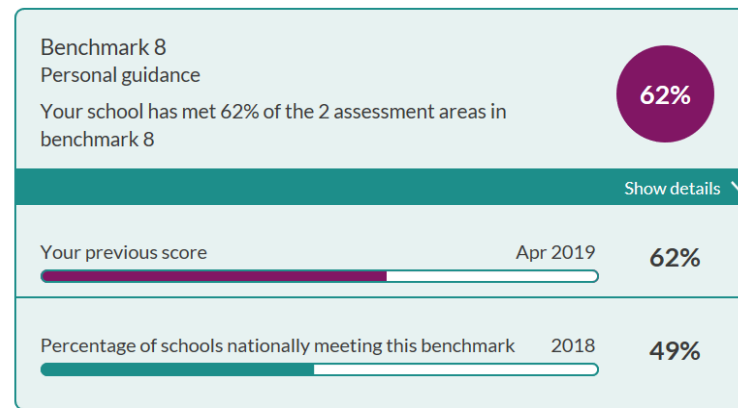 Benchmark 8
Personal guidance
Your school has met 62% of the 2 assessment areas in
benchmark 8
62%
Show details
Your previous score Apr 2019 62%
Percentage of schools nationally meeting this benchmark 2018 49%